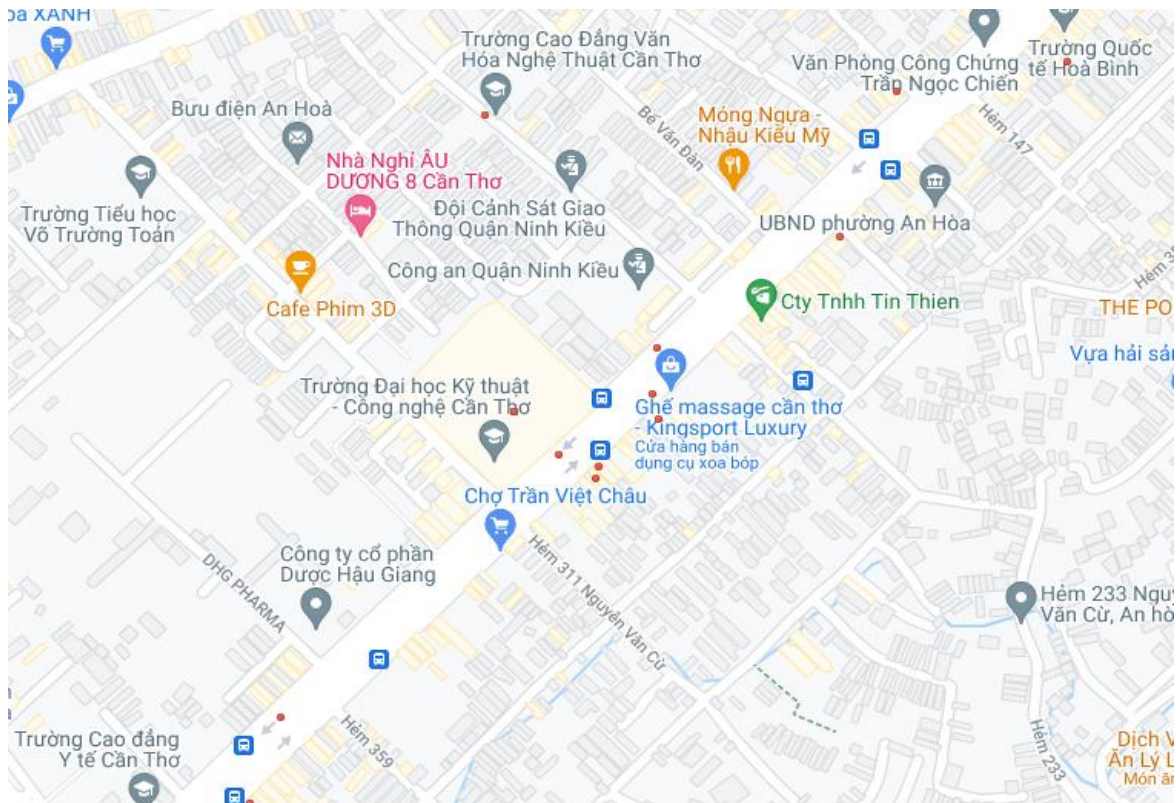 XANH
Trường Cao Đẳng Văn
Hóa Nghệ Thuật Cần Thơ
Trường Quốc
tế Hoà Bình
Văn Phòng Công Chứng
Trần Ngọc Chiến
Bưu điện An Hoà
Bế Văn Đàn
Móng Ngựa -
Nhậu Kiểu Mỹ
Hẻm 147
Nhà Nghỉ ÂU
DƯƠNG 8 Cần Thơ
Trường Tiểu học
Võ Trường Toản
Đội Cảnh Sát Giao
Thông Quận Ninh Kiều
UBND phường An Hòa
Công an Quận Ninh Kiều
Cafe Phim 3D
Cty Tnhh Tin Thien
THE PO
Vựa hải sản
Trường Đại học Kỹ thuật
- Công nghệ Cần Thơ
Ghế massage cần thơ
- Kingsport Luxury
Cửa hàng bán
dụng cụ xoa bóp
Chợ Trần Việt Châu
Hẻm 311 Nguyễn Văn Cừ
Công ty cổ phần
Dược Hậu Giang
DHG PHARMA
Hẻm 233 Nguy
Văn Cừ, An hò
Hẻm 359
Hẻm 233
Trường Cao đẳng
Y tế Cần Thơ
Dịch V
Ăn Lý L
Món ăn